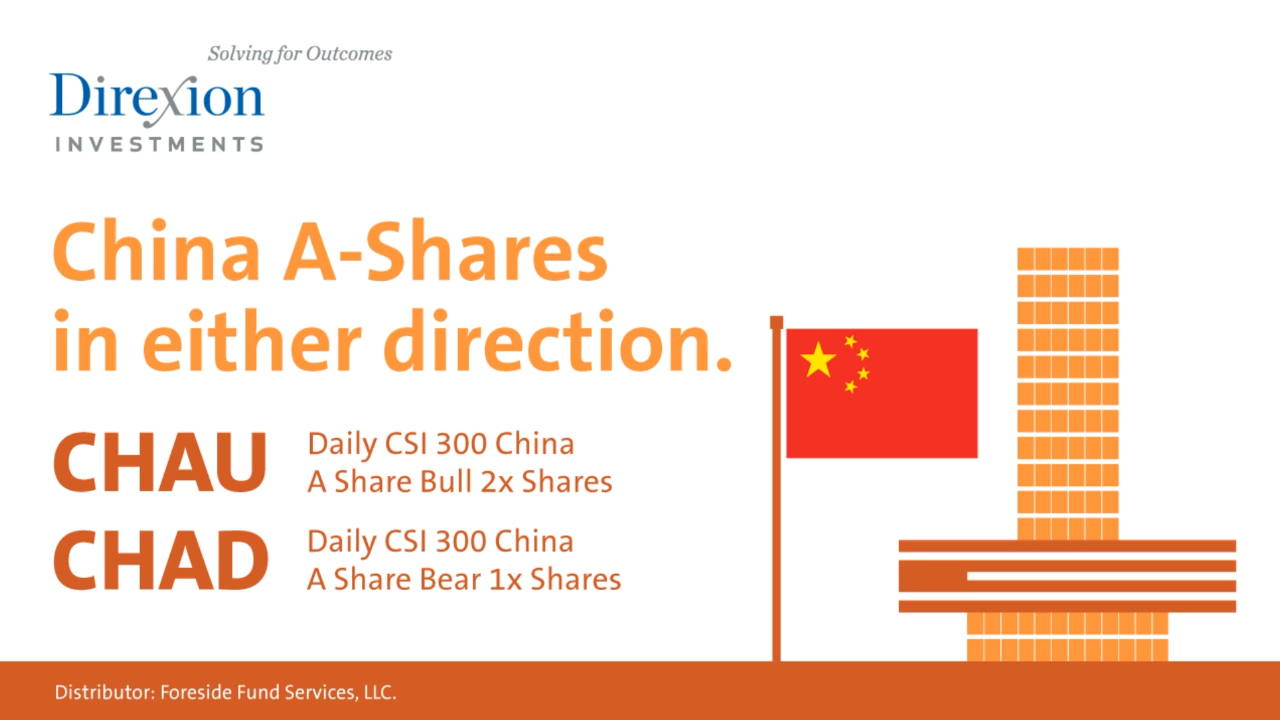 Solving for Outcomes
Direxion
INVESTMENTS
China A-Shares
in either direction.
CHAU
Daily CSI 300 China
A Share Bull 2x Shares
CHAD
Daily CSI 300 China
A Share Bear 1x Shares
Distributor: Foreside Fund Services, LLC.